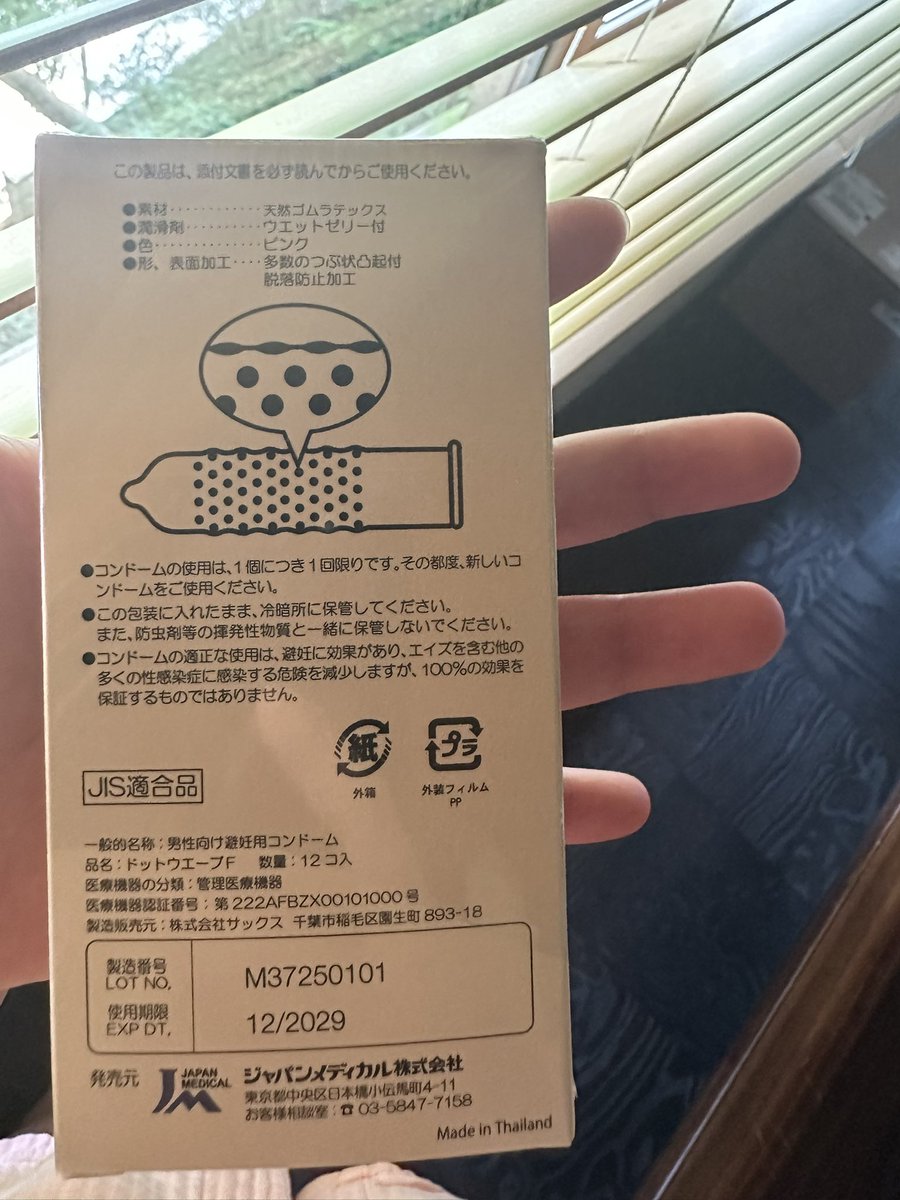 この製品は、添付文書を必ず読んでからご使用ください。
●素材・・・・・・・・・・・・天然ゴムラテックス
●潤滑剤・・・・・・・・・・ウエットゼリー付
●色・・・・・・・・・・・・・・ピンク
●形、表面加工・・・・多数のつぶ状凸起付
脱落防止加工
●コンドームの使用は、1個につき1回限りです。その都度、新しいコ
ンドームをご使用ください。
●この包装に入れたまま、冷暗所に保管してください。
また、防虫剤等の揮発性物質と一緒に保管しないでください。
●コンドームの適正な使用は、避妊に効果があり、エイズを含む他の
多くの性感染症に感染する危険を減少しますが、100%の効果を
保証するものではありません。
紙
プラ
外箱
外装フィルム
PP
JIS適合品
一般的名称:男性向け避妊用コンドーム
品名:ドットウエーブF 数量:12コ入
医療機器の分類:管理医療機器
医療機器認証番号:第222AFBZX00101000号
製造販売元:株式会社サックス 千葉市稲毛区園生町893-18
製造番号
LOT NO,
M37250101
使用期限
EXP DT,
12/2029
発売元
JAPAN
MEDICAL
JM
ジャパンメディカル株式会社
東京都中央区日本橋小伝馬町4-11
お客様相談室:☎03-5847-7158
Made in Thailand